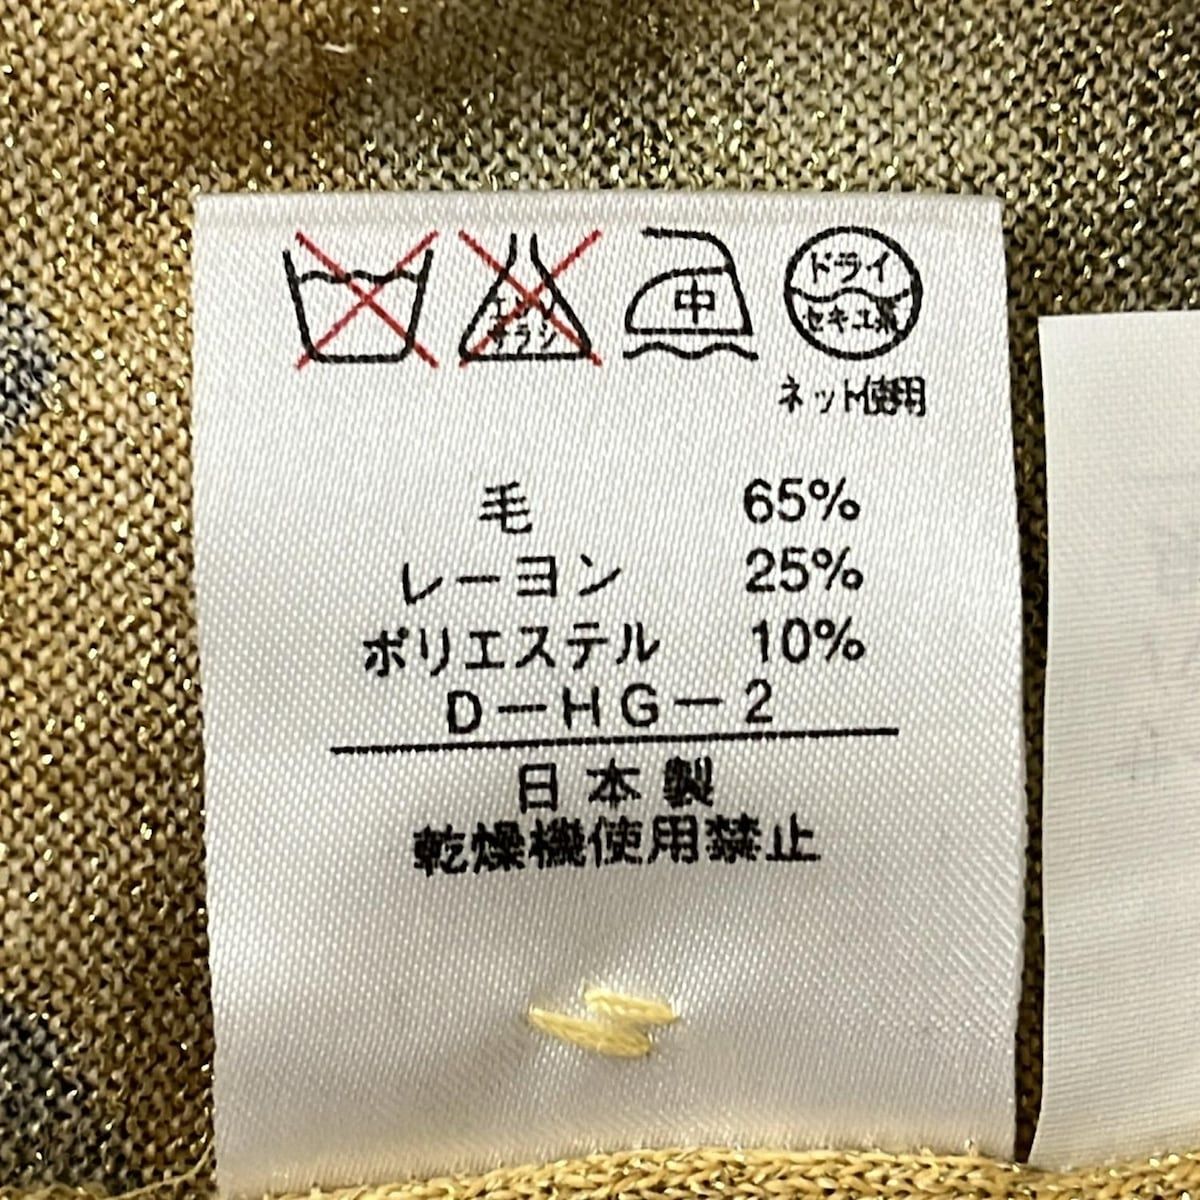 エンソ
サラシ
中
ドライ
セキユ系
ネット使用
毛 65%
レーヨン 25%
ポリエステル 10%
D-HG-2
日本製
乾燥機使用禁止